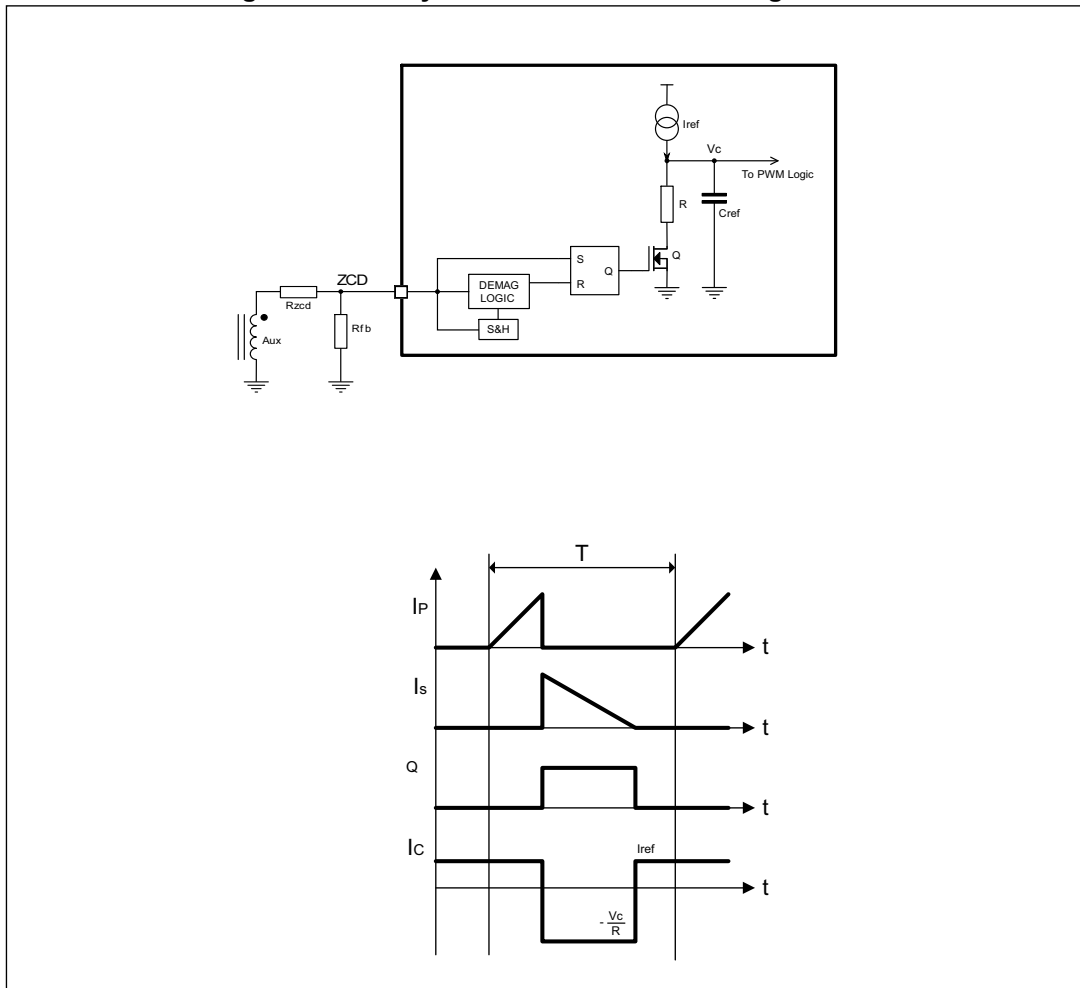 Iref
Vc
To PWM Logic
R
Cref
Q
S
Q
R
DEMAG
LOGIC
S&H
ZCD
Rzcd
Rfb
Aux
T
IP
t
Is
t
Q
t
IC
Iref
t
- Vc
R